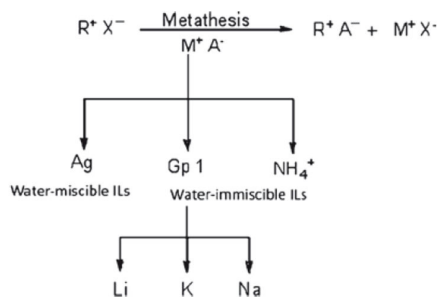 R⁺ X⁻ Metathesis R⁺ A⁻ + M⁺ X⁻
M⁺ A⁻
Ag Gp 1 NH₄⁺
Water-miscible ILs Water-immiscible ILs
Li K Na